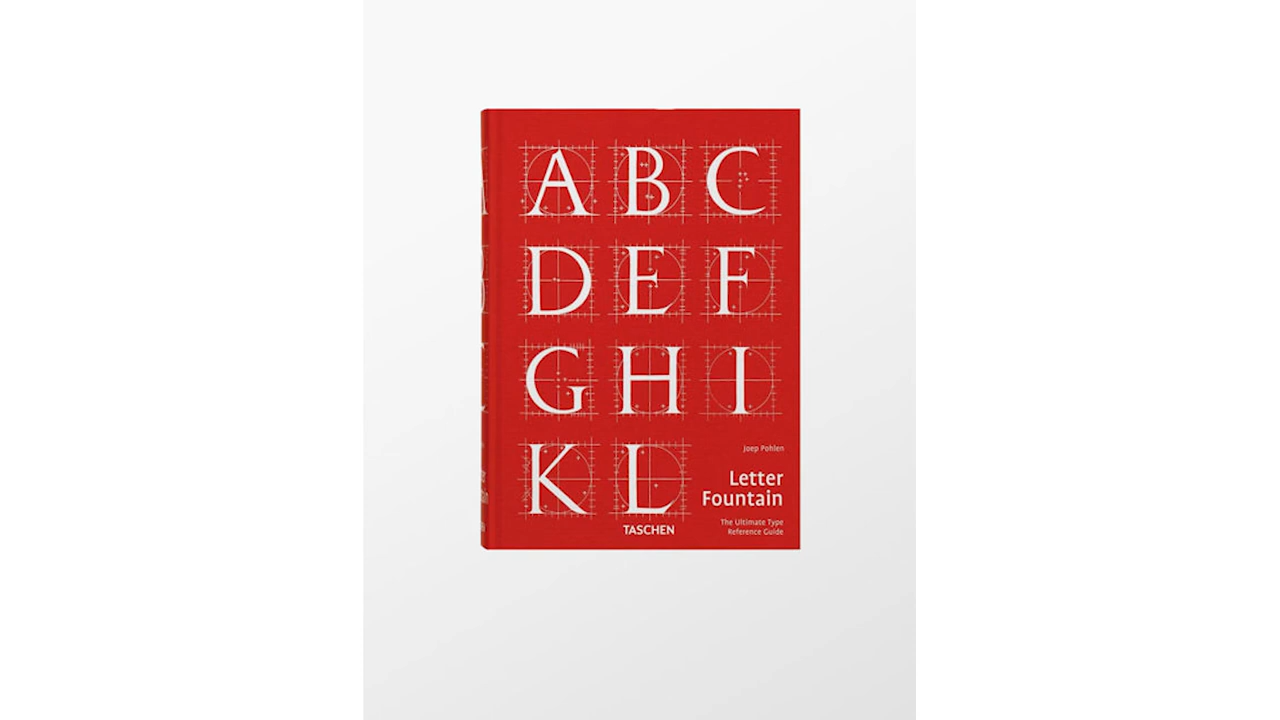 A B C
D E F
G H I
K L
Joep Pohlen
Letter
Fountain
The Ultimate Type
Reference Guide
TASCHEN